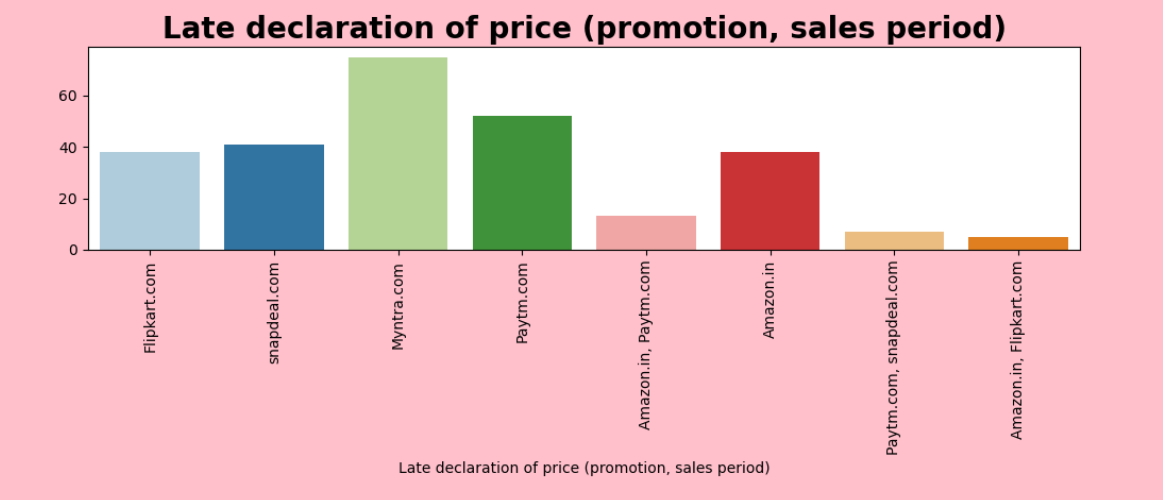 Late declaration of price (promotion, sales period)
60
40
20
0
Flipkart.com
snapdeal.com
Myntra.com
Paytm.com
Amazon.in, Paytm.com
Amazon.in
Paytm.com, snapdeal.com
Amazon.in, Flipkart.com
Late declaration of price (promotion, sales period)